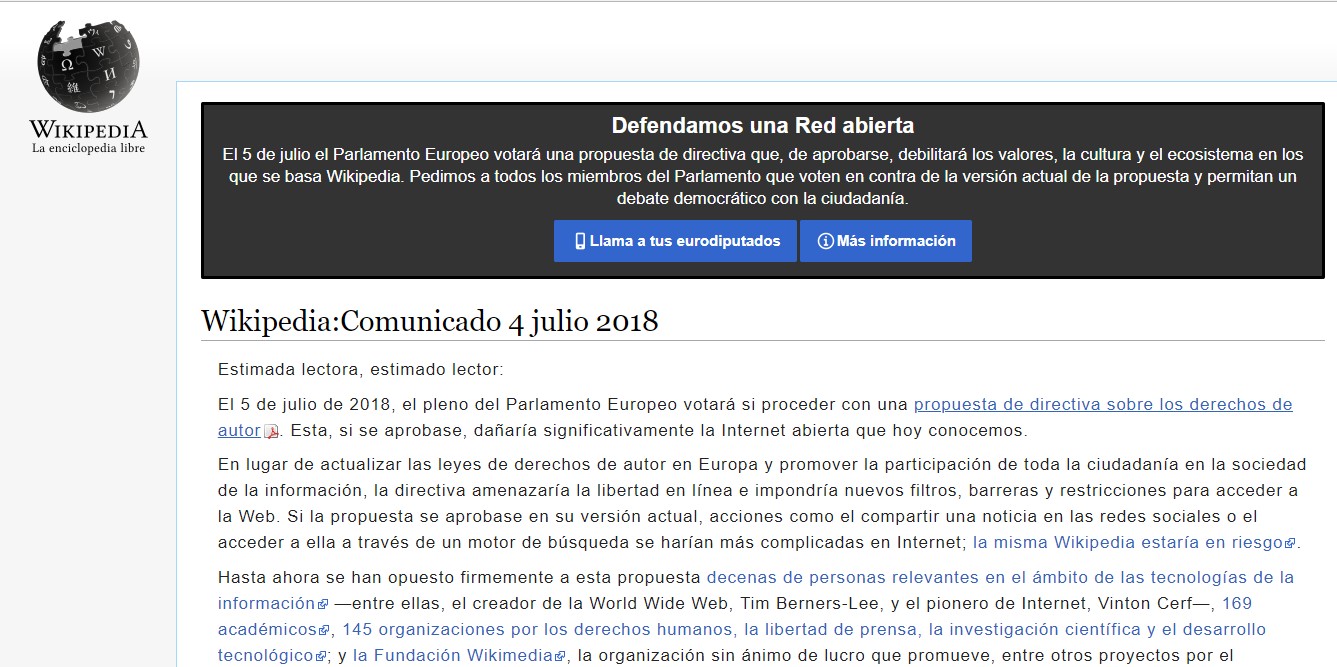 WIKIPEDIA
La enciclopedia libre
Defendamos una Red abierta
El 5 de julio el Parlamento Europeo votará una propuesta de directiva que, de aprobarse, debilitará los valores, la cultura y el ecosistema en los
que se basa Wikipedia. Pedimos a todos los miembros del Parlamento que voten en contra de la versión actual de la propuesta y permitan un
debate democrático con la ciudadanía.
Llama a tus eurodiputados
Más información
Wikipedia:Comunicado 4 julio 2018
Estimada lectora, estimado lector:
El 5 de julio de 2018, el pleno del Parlamento Europeo votará si proceder con una propuesta de directiva sobre los derechos de
autor. Esta, si se aprobase, dañaría significativamente la Internet abierta que hoy conocemos.
En lugar de actualizar las leyes de derechos de autor en Europa y promover la participación de toda la ciudadanía en la sociedad
de la información, la directiva amenazaría la libertad en línea e impondría nuevos filtros, barreras y restricciones para acceder a
la Web. Si la propuesta se aprobase en su versión actual, acciones como el compartir una noticia en las redes sociales o el
acceder a ella a través de un motor de búsqueda se harían más complicadas en Internet; la misma Wikipedia estaría en riesgo.
Hasta ahora se han opuesto firmemente a esta propuesta decenas de personas relevantes en el ámbito de las tecnologías de la
información —entre ellas, el creador de la World Wide Web, Tim Berners-Lee, y el pionero de Internet, Vinton Cerf—, 169
académicos, 145 organizaciones por los derechos humanos, la libertad de prensa, la investigación científica y el desarrollo
tecnológico; y la Fundación Wikimedia, la organización sin ánimo de lucro que promueve, entre otros proyectos por el